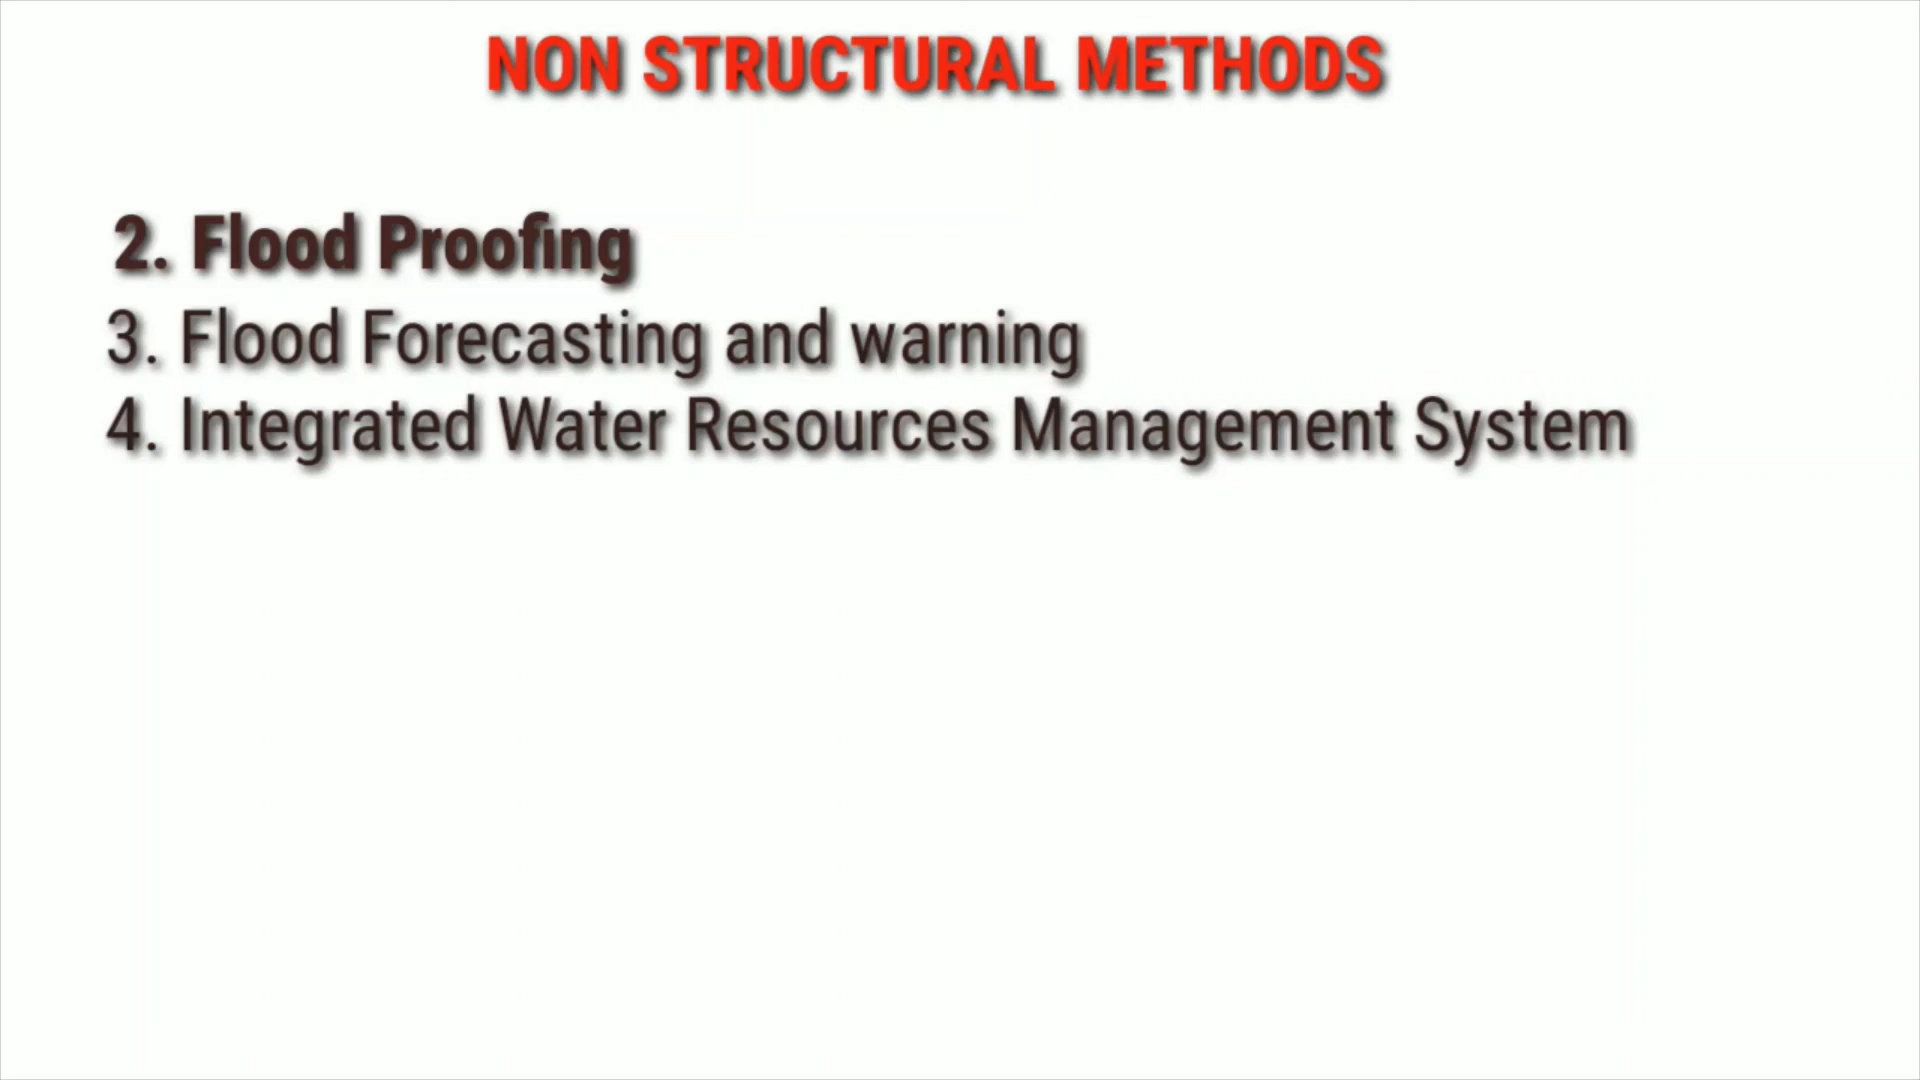 NON STRUCTURAL METHODS
2. Flood Proofing
3. Flood Forecasting and warning
4. Integrated Water Resources Management System